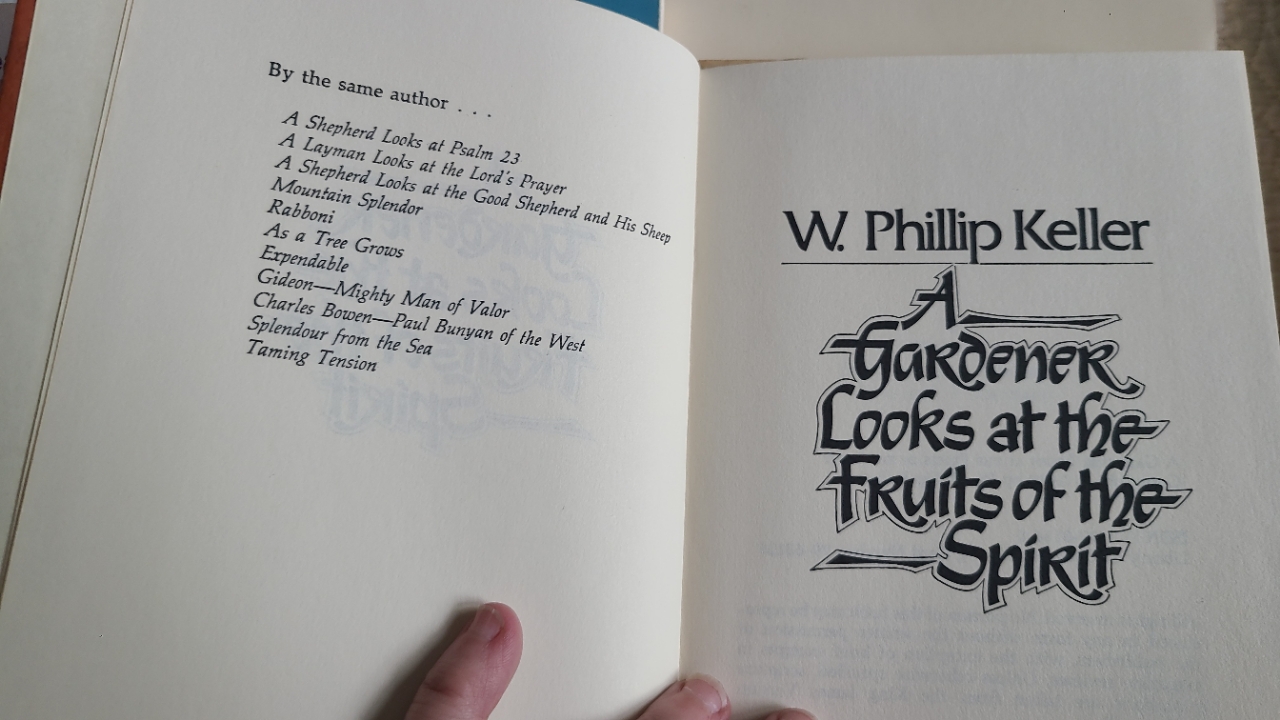 By the same author . . .
A Shepherd Looks at Psalm 23
A Layman Looks at the Lord's Prayer
A Shepherd Looks at the Good Shepherd and His Sheep
Mountain Splendor
Rabboni
As a Tree Grows
Expendable
Gideon—Mighty Man of Valor
Charles Bowen—Paul Bunyan of the West
Splendour from the Sea
Taming Tension
W. Phillip Keller
A
Gardener
Looks at the
Fruits of the
Spirit